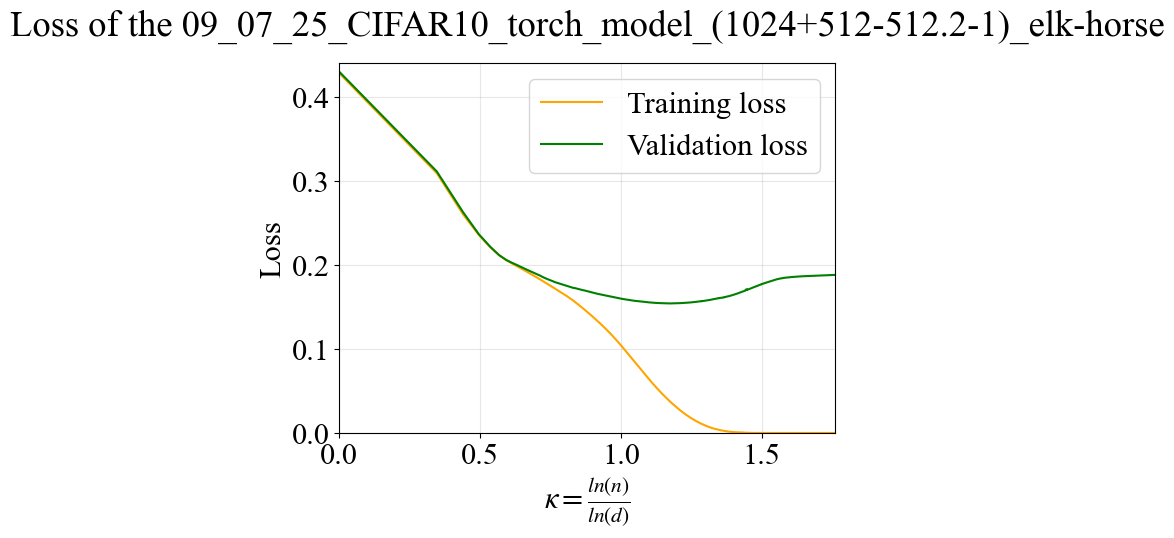 Loss of the 09_07_25_CIFAR10_torch_model_(1024+512-512.2-1)_elk-horse
Training loss
Validation loss
Loss
0.4
0.3
0.2
0.1
0.0
0.0 0.5 1.0 1.5
κ = ln(n) / ln(d)